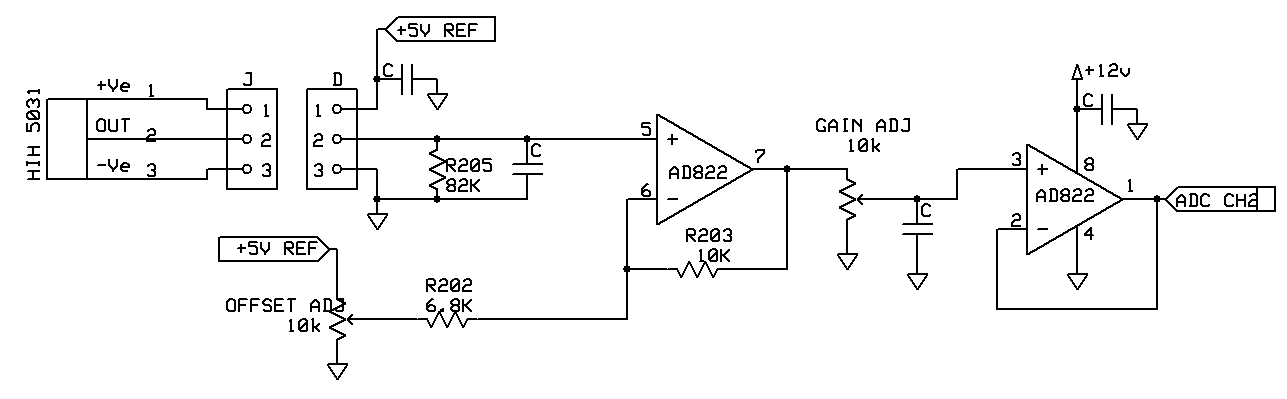 +5V REF
C
J
D
HIH 5031
+Ve 1
OUT 2
-Ve 3
1
2
3
1
2
3
R205
82K
C
5
+
6
-
AD822
7
R203
10K
+5V REF
OFFSET ADJ
10k
R202
6.8K
GAIN ADJ
10k
C
+12v
C
3
+
8
AD822
1
2
-
4
ADC CH2